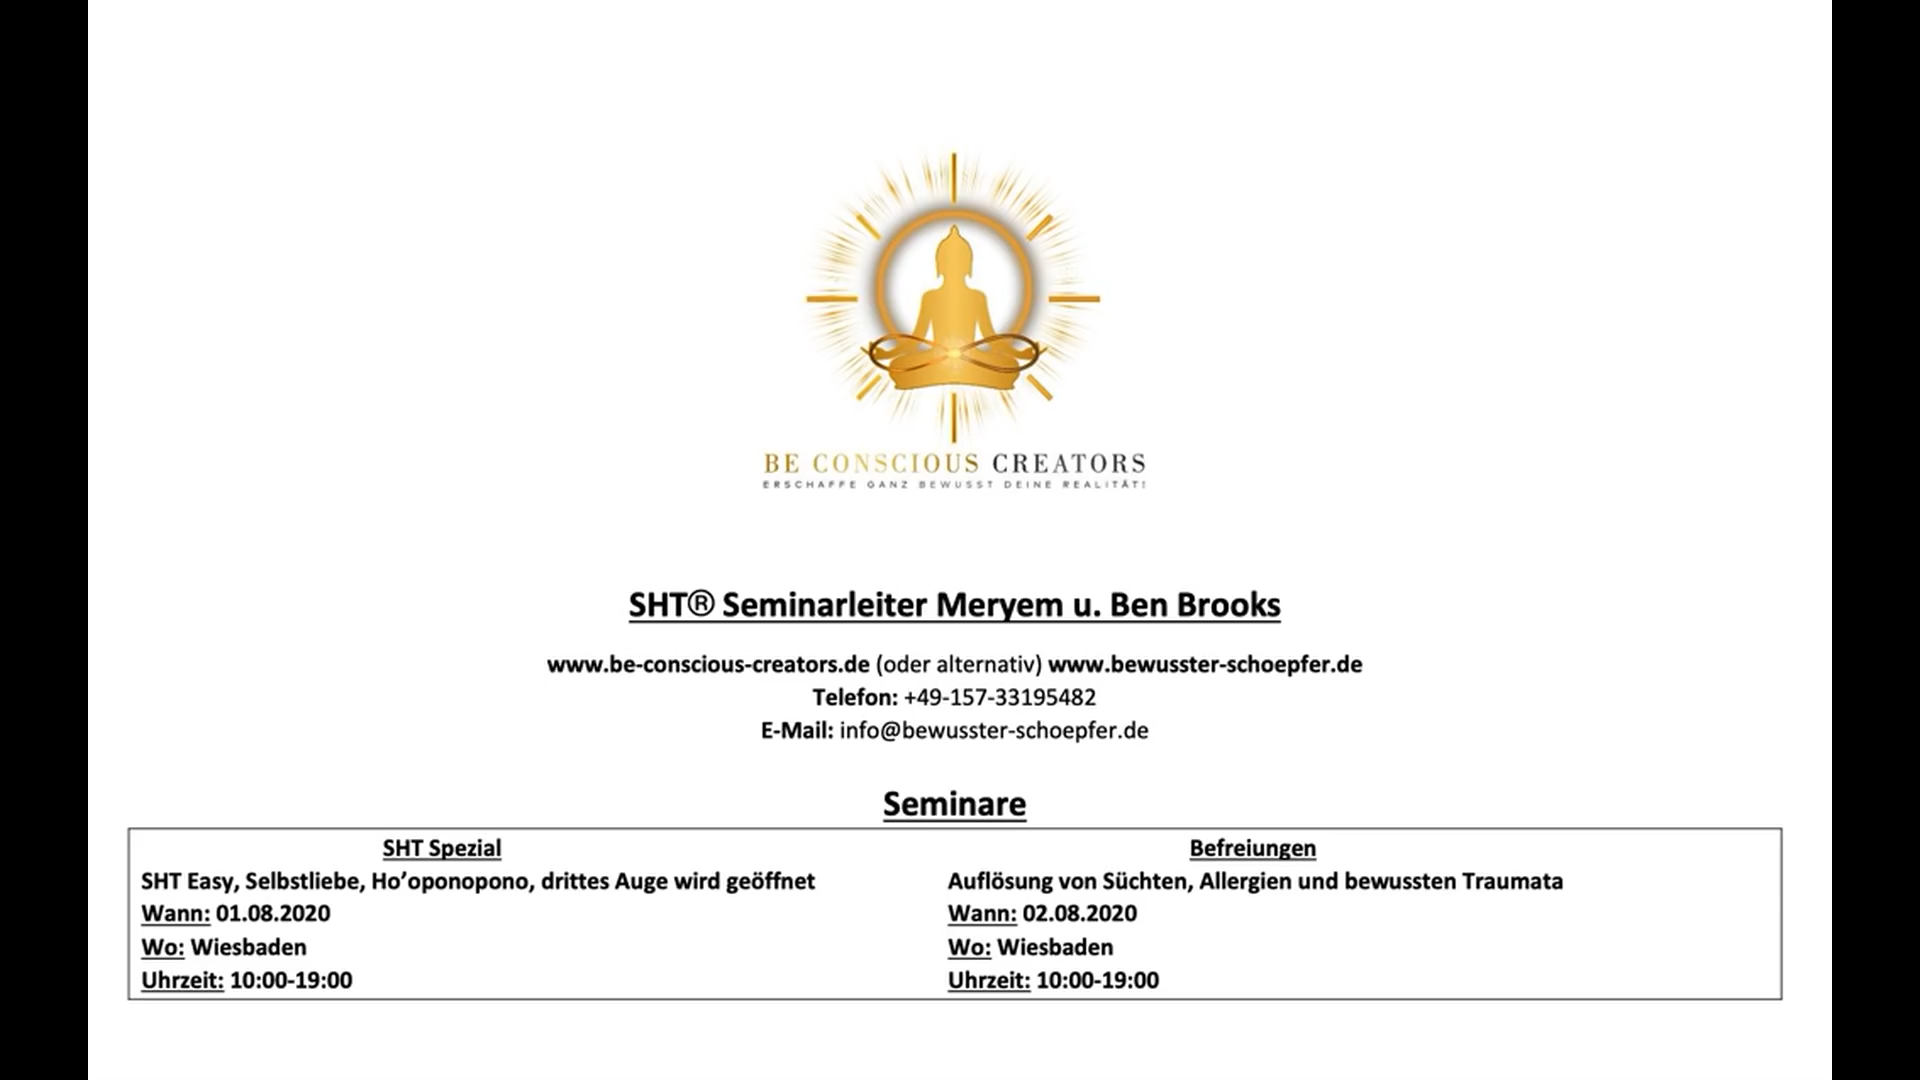 BE CONSCIOUS CREATORS
ERSCHAFFE GANZ BEWUSST DEINE REALITÄT!
SHT® Seminarleiter Meryem u. Ben Brooks
www.be-conscious-creators.de (oder alternativ) www.bewusster-schoepfer.de
Telefon: +49-157-33195482
E-Mail: info@bewusster-schoepfer.de
Seminare
SHT Spezial
SHT Easy, Selbstliebe, Ho’oponopono, drittes Auge wird geöffnet
Wann: 01.08.2020
Wo: Wiesbaden
Uhrzeit: 10:00-19:00
Befreiungen
Auflösung von Süchten, Allergien und bewussten Traumata
Wann: 02.08.2020
Wo: Wiesbaden
Uhrzeit: 10:00-19:00